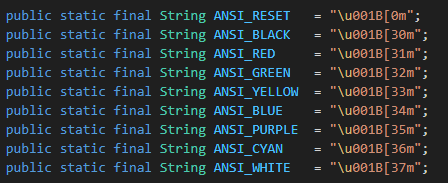 public static final String ANSI_RESET   = "\u001B[0m";
public static final String ANSI_BLACK   = "\u001B[30m";
public static final String ANSI_RED     = "\u001B[31m";
public static final String ANSI_GREEN   = "\u001B[32m";
public static final String ANSI_YELLOW  = "\u001B[33m";
public static final String ANSI_BLUE    = "\u001B[34m";
public static final String ANSI_PURPLE  = "\u001B[35m";
public static final String ANSI_CYAN    = "\u001B[36m";
public static final String ANSI_WHITE   = "\u001B[37m";